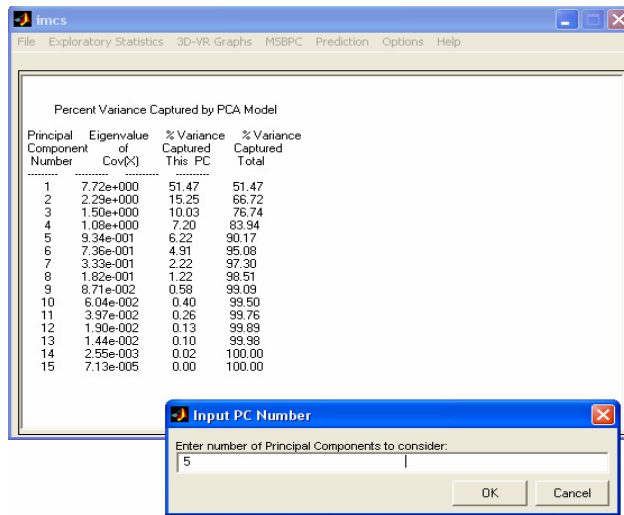 imcs
File Exploratory Statistics 3D-VR Graphs MSBPC Prediction Options Help
Percent Variance Captured by PCA Model
Principal Eigenvalue % Variance % Variance
Component of Captured Captured
Number Cov(X) This PC Total
--------- --------- ---------- ---------
1 7.72e+000 51.47 51.47
2 2.29e+000 15.25 66.72
3 1.50e+000 10.03 76.74
4 1.08e+000 7.20 83.94
5 9.34e-001 6.22 90.17
6 7.36e-001 4.91 95.08
7 3.33e-001 2.22 97.30
8 1.82e-001 1.22 98.51
9 8.71e-002 0.58 99.09
10 6.04e-002 0.40 99.50
11 3.97e-002 0.26 99.76
12 1.90e-002 0.13 99.89
13 1.44e-002 0.10 99.98
14 2.55e-003 0.02 100.00
15 7.13e-005 0.00 100.00
Input PC Number
Enter number of Principal Components to consider:
5
OK Cancel